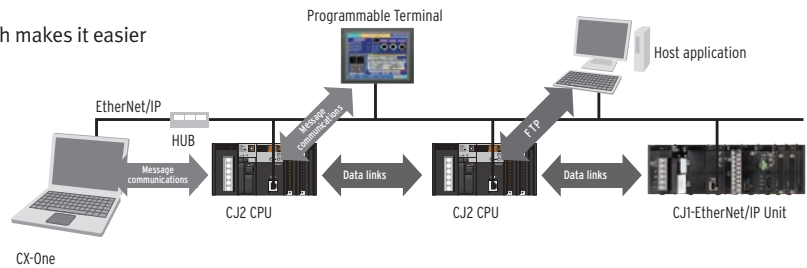 h makes it easier
Programmable Terminal
Host application
EtherNet/IP
HUB
Message
communications
FTP
Message
communications
Data links
Data links
CJ2 CPU
CJ2 CPU
CJ1-EtherNet/IP Unit
CX-One